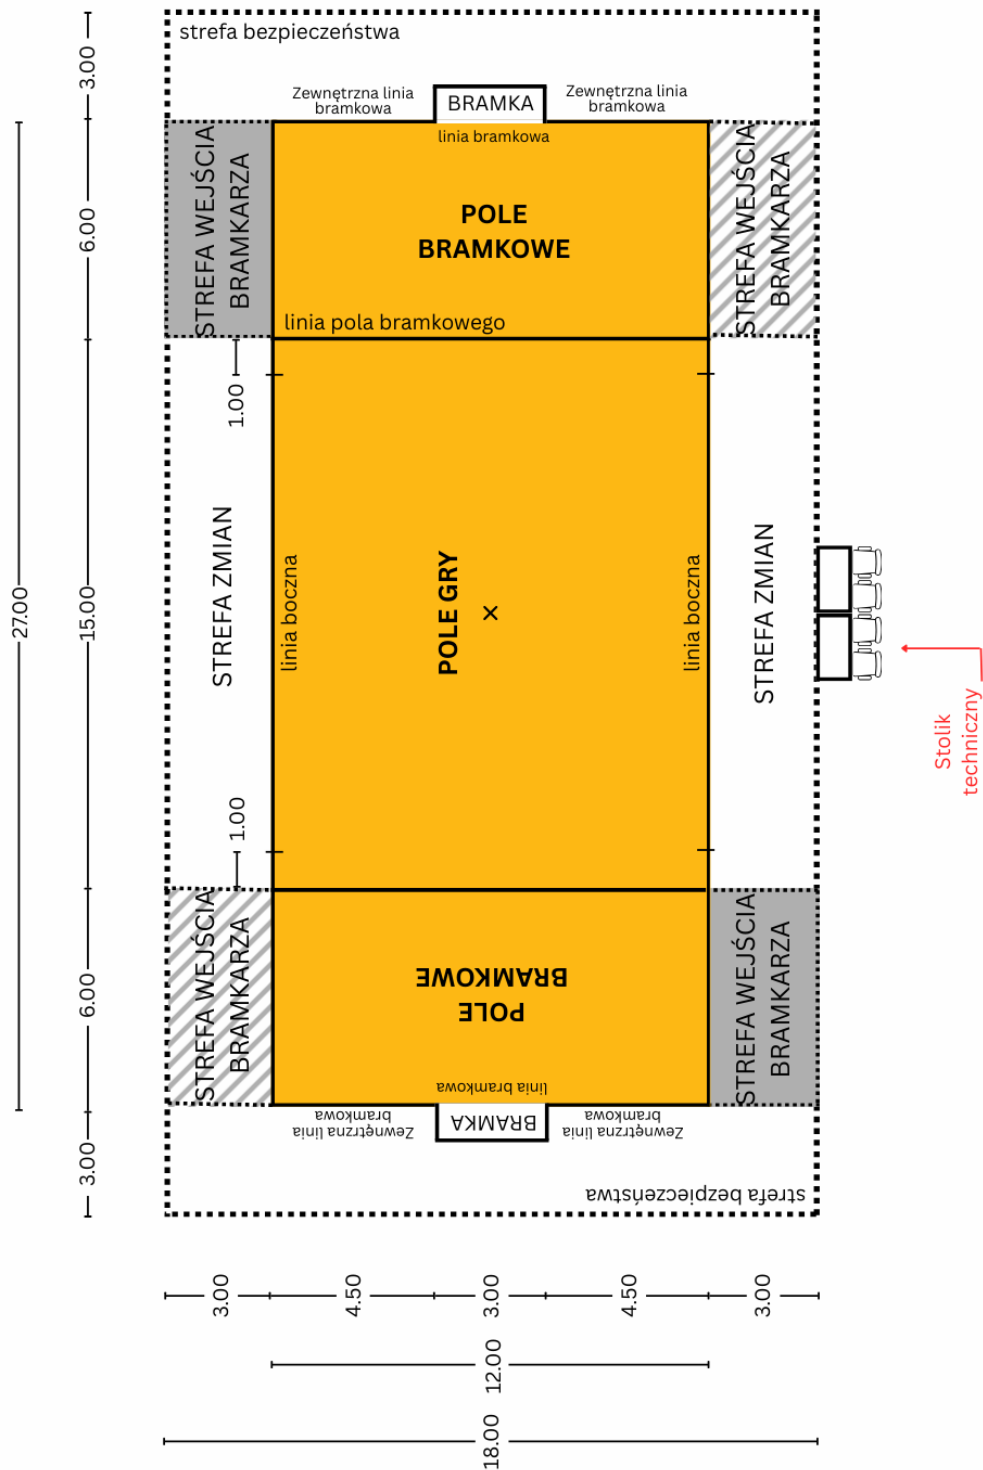 strefa bezpieczeństwa
3.00
Zewnętrzna linia
bramkowa
BRAMKA
Zewnętrzna linia
bramkowa
linia bramkowa
STREFA WEJŚCIA
BRAMKARZA
POLE
BRAMKOWE
STREFA WEJŚCIA
BRAMKARZA
6.00
linia pola bramkowego
1.00
27.00
15.00
STREFA ZMIAN
linia boczna
POLE GRY
linia boczna
STREFA ZMIAN
Stolik
techniczny
1.00
STREFA WEJŚCIA
BRAMKARZA
POLE
BRAMKOWE
STREFA WEJŚCIA
BRAMKARZA
6.00
linia bramkowa
Zewnętrzna linia
bramkowa
BRAMKA
Zewnętrzna linia
bramkowa
3.00
strefa bezpieczeństwa
3.00
4.50
3.00
4.50
3.00
12.00
18.00